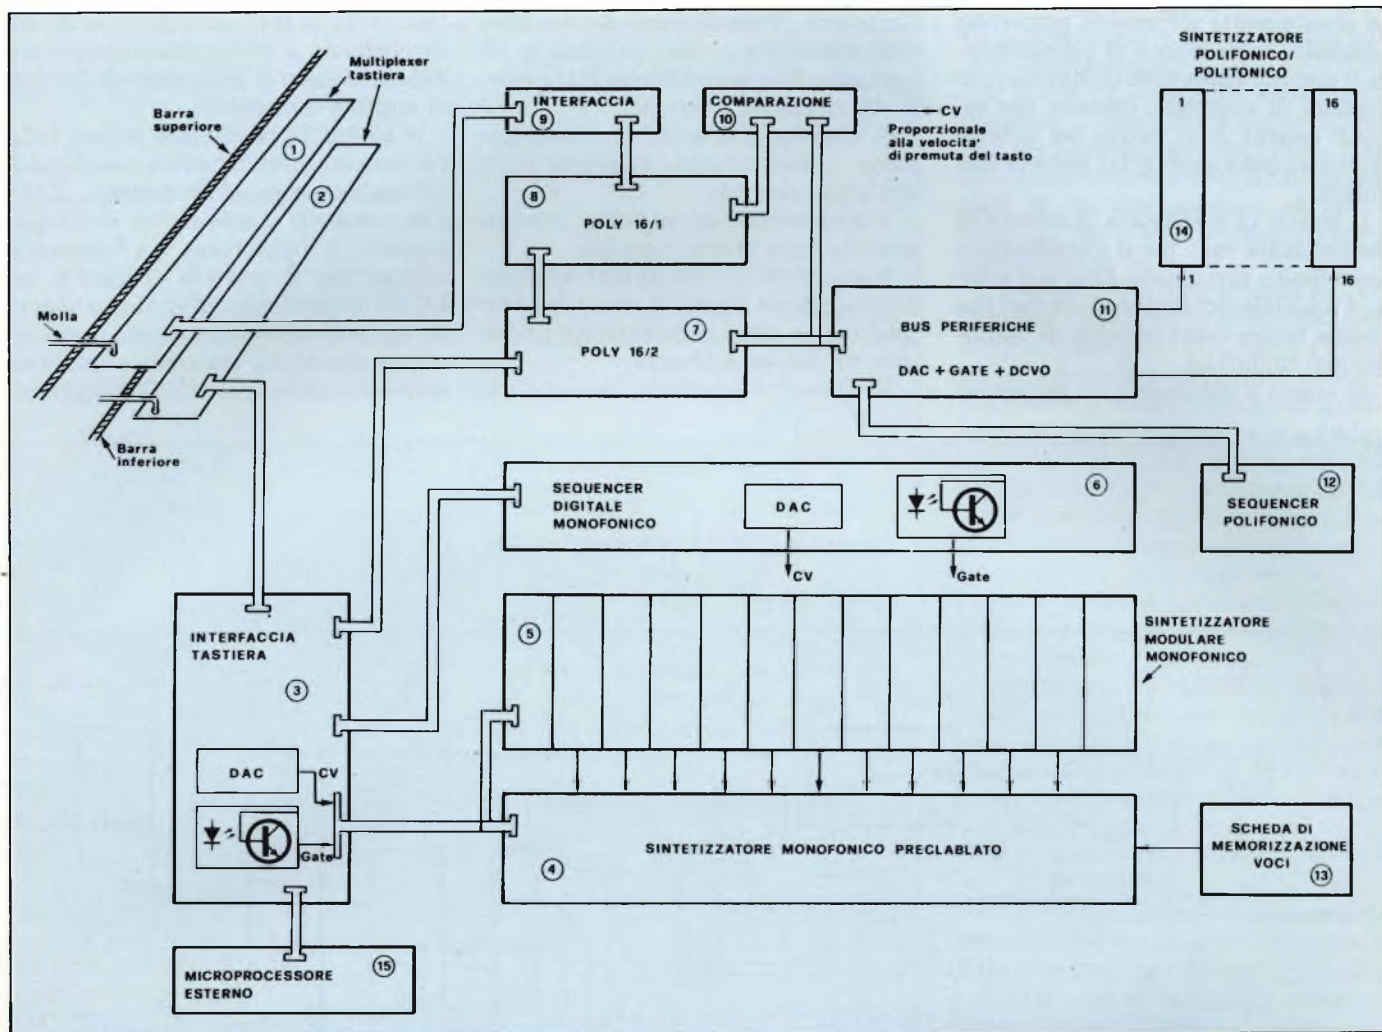 Multiplexer
tastiera
Barra
superiore
1
2
Molla
Barra
inferiore
INTERFACCIA
9
COMPARAZIONE
10
CV
Proporzionale
alla velocita'
di premuta del tasto
SINTETIZZATORE
POLIFONICO/
POLITONICO
1
16
14
1
16
8
POLY 16/1
7
POLY 16/2
11
BUS PERIFERICHE
DAC + GATE + DCVO
SEQUENCER
DIGITALE
MONOFONICO
DAC
6
CV
Gate
12
SEQUENCER
POLIFONICO
INTERFACCIA
TASTIERA
3
DAC
CV
Gate
5
SINTETIZZATORE
MODULARE
MONOFONICO
SINTETIZZATORE MONOFONICO PRECLABLATO
4
SCHEDA DI
MEMORIZZAZIONE
VOCI
13
MICROPROCESSORE
ESTERNO
15